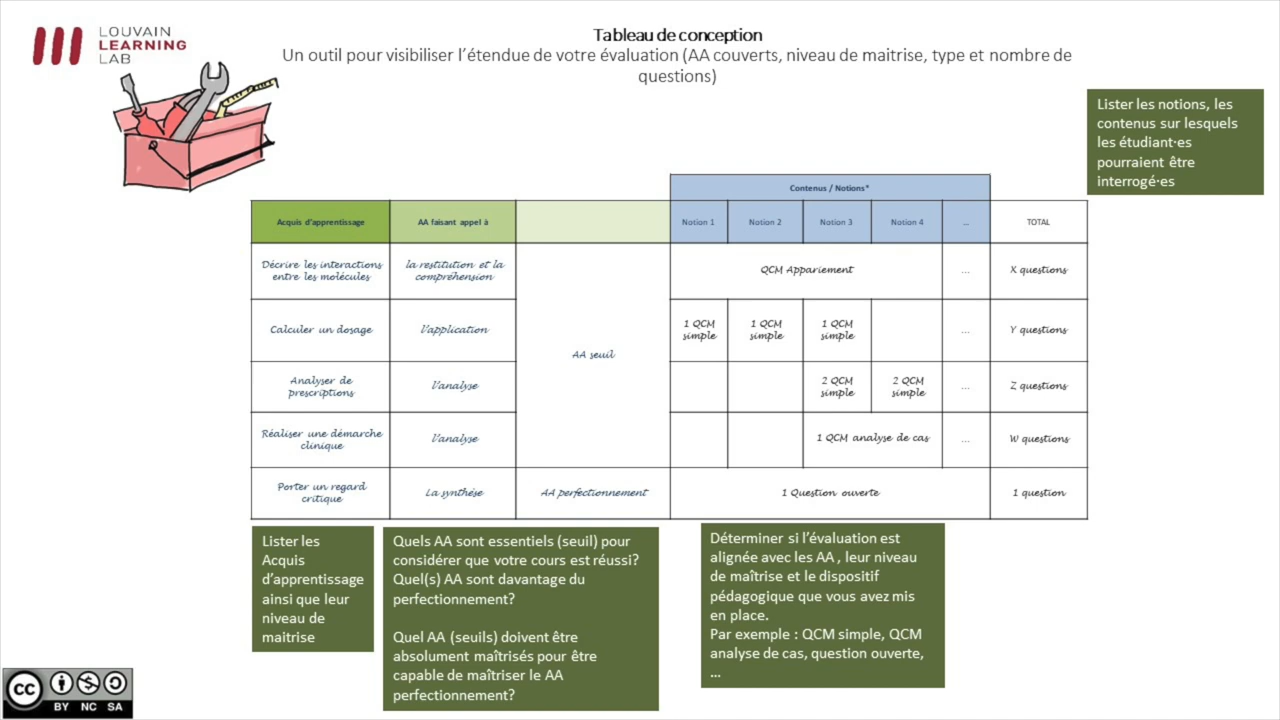 LOUVAIN
LEARNING
LAB
Tableau de conception
Un outil pour visibiliser l'étendue de votre évaluation (AA couverts, niveau de maitrise, type et nombre de
questions)
Lister les notions, les
contenus sur lesquels
les étudiant·es
pourraient être
interrogé·es
Contenus / Notions*
Acquis d'apprentissage
AA faisant appel à
Notion 1
Notion 2
Notion 3
Notion 4
...
TOTAL
Décrire les interactions
entre les molécules
la restitution et la
compréhension
QCM Appariement
...
X questions
Calculer un dosage
l'application
1 QCM
simple
1 QCM
simple
1 QCM
simple
...
Y questions
AA seuil
Analyser de
prescriptions
l'analyse
2 QCM
simple
2 QCM
simple
...
Z questions
Réaliser une démarche
clinique
l'analyse
1 QCM analyse de cas
...
W questions
Porter un regard
critique
La synthèse
AA perfectionnement
1 Question ouverte
1 question
Lister les
Acquis
d'apprentissage
ainsi que leur
niveau de
maitrise
Quels AA sont essentiels (seuil) pour
considérer que votre cours est réussi?
Quel(s) AA sont davantage du
perfectionnement?
Quel AA (seuils) doivent être
absolument maîtrisés pour être
capable de maîtriser le AA
perfectionnement?
Déterminer si l'évaluation est
alignée avec les AA , leur niveau
de maîtrise et le dispositif
pédagogique que vous avez mis
en place.
Par exemple : QCM simple, QCM
analyse de cas, question ouverte,
...
cc
BY NC SA